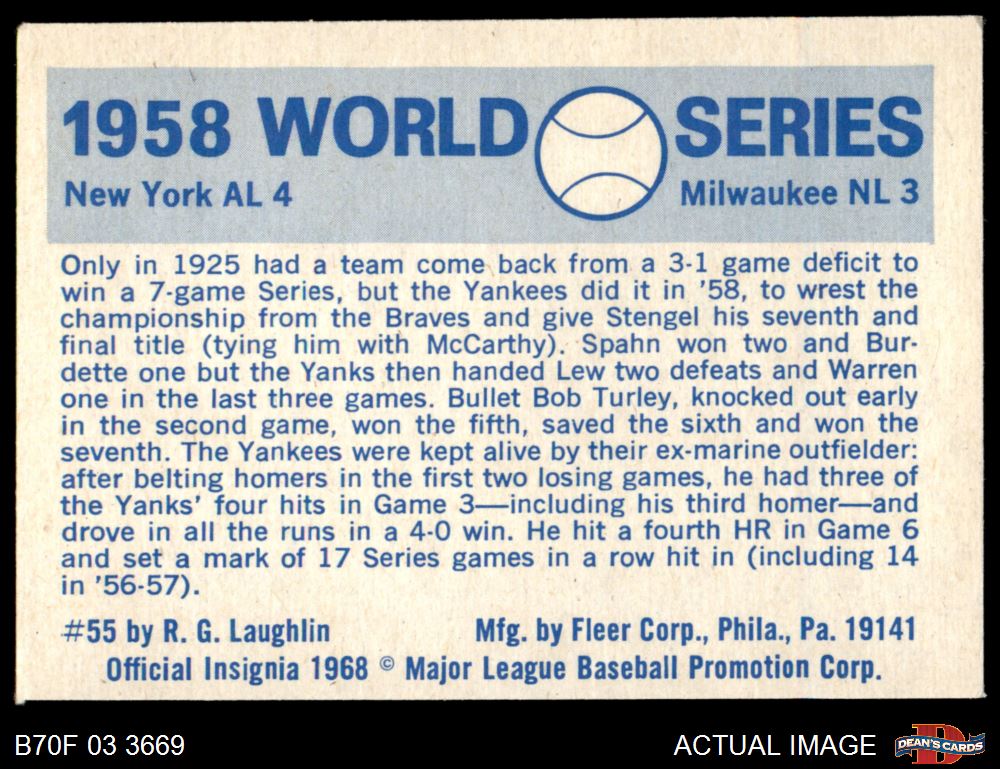 1958 WORLD SERIES
New York AL 4 Milwaukee NL 3
Only in 1925 had a team come back from a 3-1 game deficit to
win a 7-game Series, but the Yankees did it in '58, to wrest the
championship from the Braves and give Stengel his seventh and
final title (tying him with McCarthy). Spahn won two and Bur-
dette one but the Yanks then handed Lew two defeats and Warren
one in the last three games. Bullet Bob Turley, knocked out early
in the second game, won the fifth, saved the sixth and won the
seventh. The Yankees were kept alive by their ex-marine outfielder:
after belting homers in the first two losing games, he had three of
the Yanks' four hits in Game 3—including his third homer—and
drove in all the runs in a 4-0 win. He hit a fourth HR in Game 6
and set a mark of 17 Series games in a row hit in (including 14
in '56-57).
#55 by R. G. Laughlin Mfg. by Fleer Corp., Phila., Pa. 19141
Official Insignia 1968 © Major League Baseball Promotion Corp.
B70F 03 3669 ACTUAL IMAGE D DEAN'S CARDS